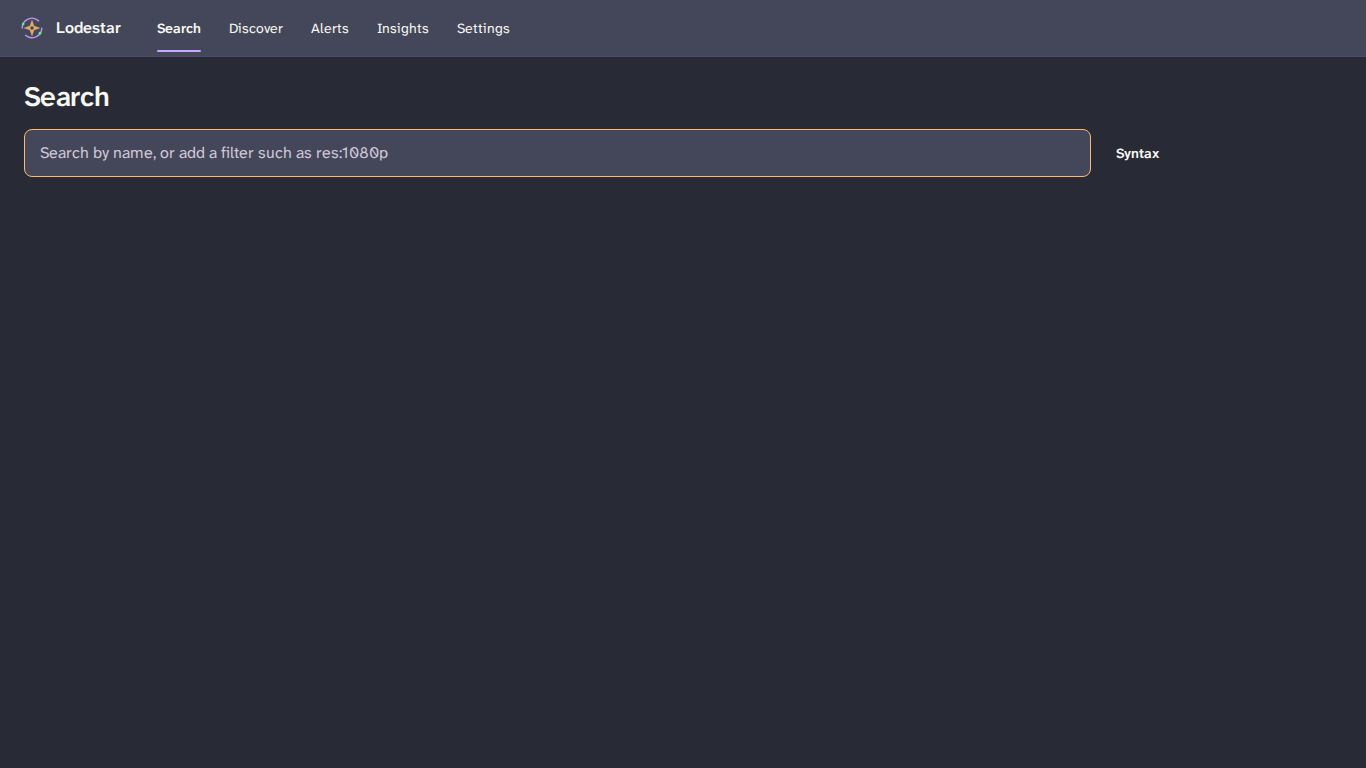 Lodestar Search Discover Alerts Insights Settings
Search
Search by name, or add a filter such as res:1080p Syntax